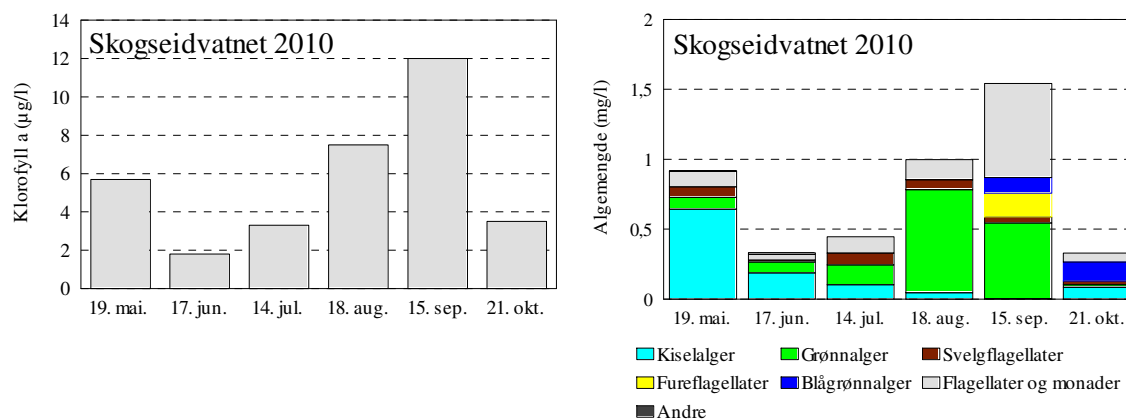 Skogseidvatnet 2010
Klorofyll a (µg/l)
14
12
10
8
6
4
2
0
19. mai.
17. jun.
14. jul.
18. aug.
15. sep.
21. okt.
Skogseidvatnet 2010
Algemengde (mg/l)
2
1,5
1
0,5
0
19. mai.
17. jun.
14. jul.
18. aug.
15. sep.
21. okt.
Kiselalger
Grønnalger
Svelgflagellater
Fureflagellater
Blågrønnalger
Flagellater og monader
Andre